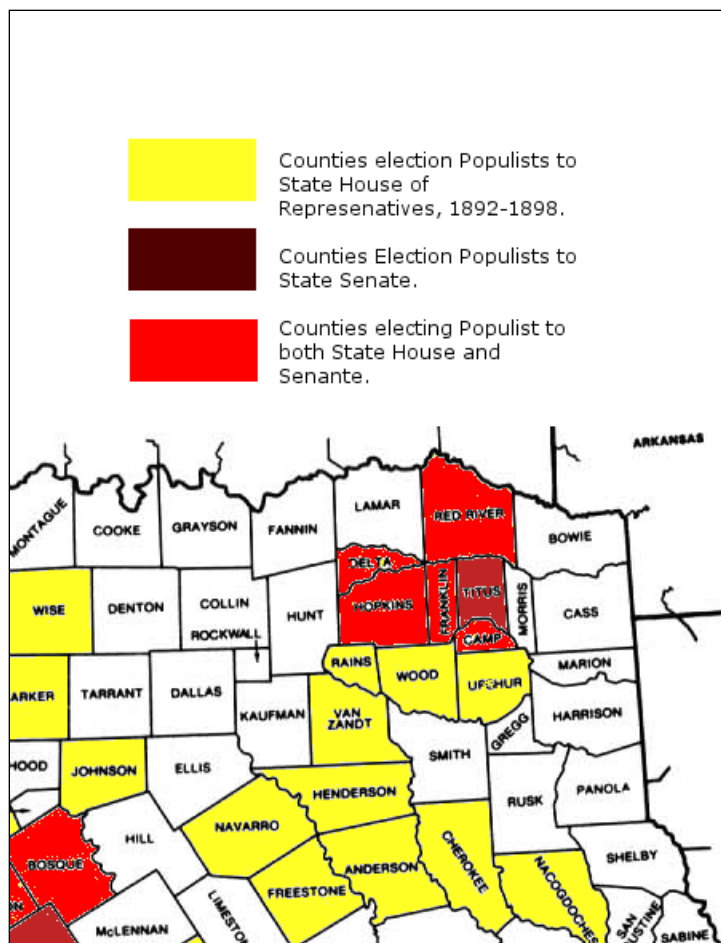 Counties election Populists to
State House of
Represenatives, 1892-1898.
Counties Election Populists to
State Senate.
Counties electing Populist to
both State House and
Senante.
ARKANSAS
MONTAGUE
COOKE
GRAYSON
FANNIN
LAMAR
RED RIVER
BOWIE
DELTA
WISE
DENTON
COLLIN
ROCKWALL
HUNT
HOPKINS
FRANKLIN
TITUS
MORRIS
CASS
CAMP
RAINS
WOOD
UPSHUR
MARION
ARKER
TARRANT
DALLAS
KAUFMAN
VAN
ZANDT
SMITH
GREGG
HARRISON
HOOD
JOHNSON
ELLIS
HENDERSON
RUSK
PANOLA
BOSQUE
HILL
NAVARRO
ANDERSON
CHEROKEE
NACOGDOCHES
SHELBY
ON
FREESTONE
McLENNAN
LIMESTON
SAN
USTINE
SABINE